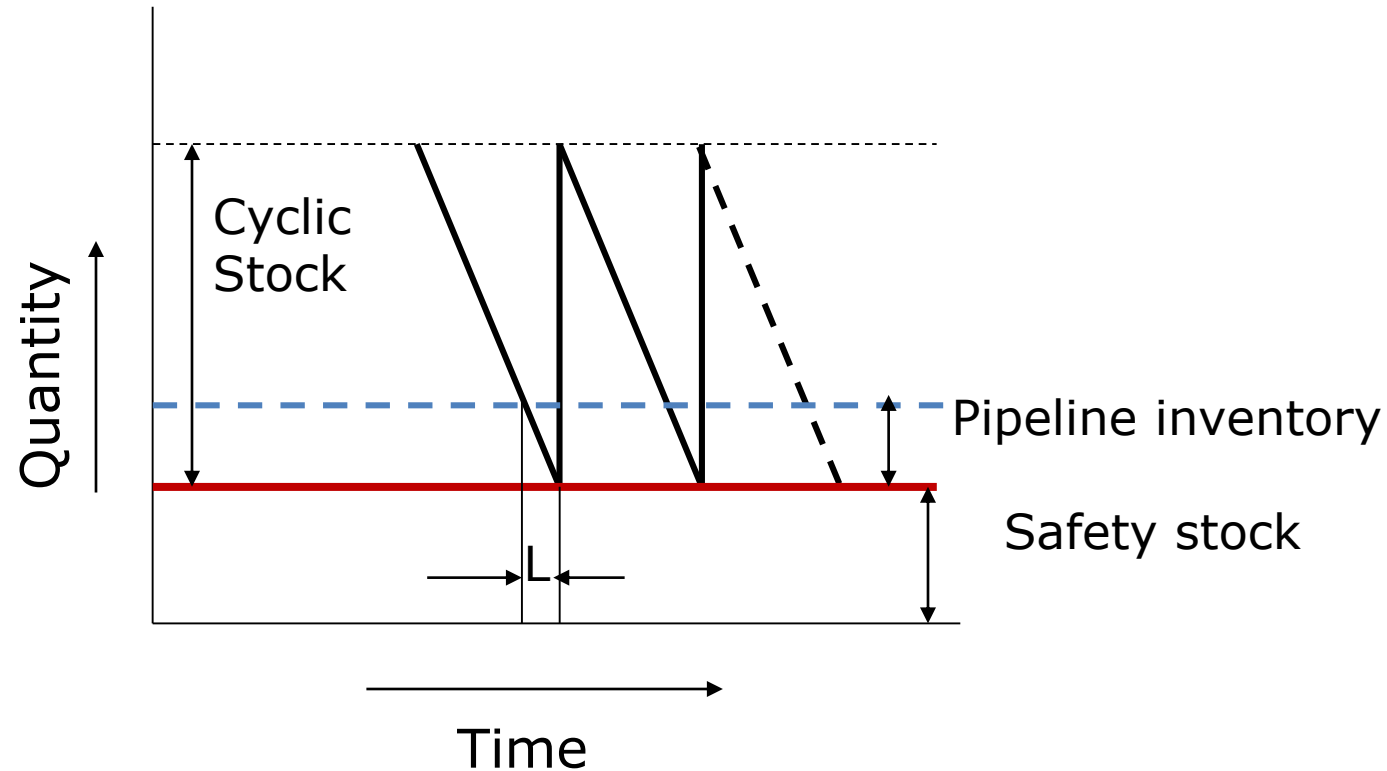 Cyclic
Stock
Quantity
Pipeline inventory
Safety stock
L
Time